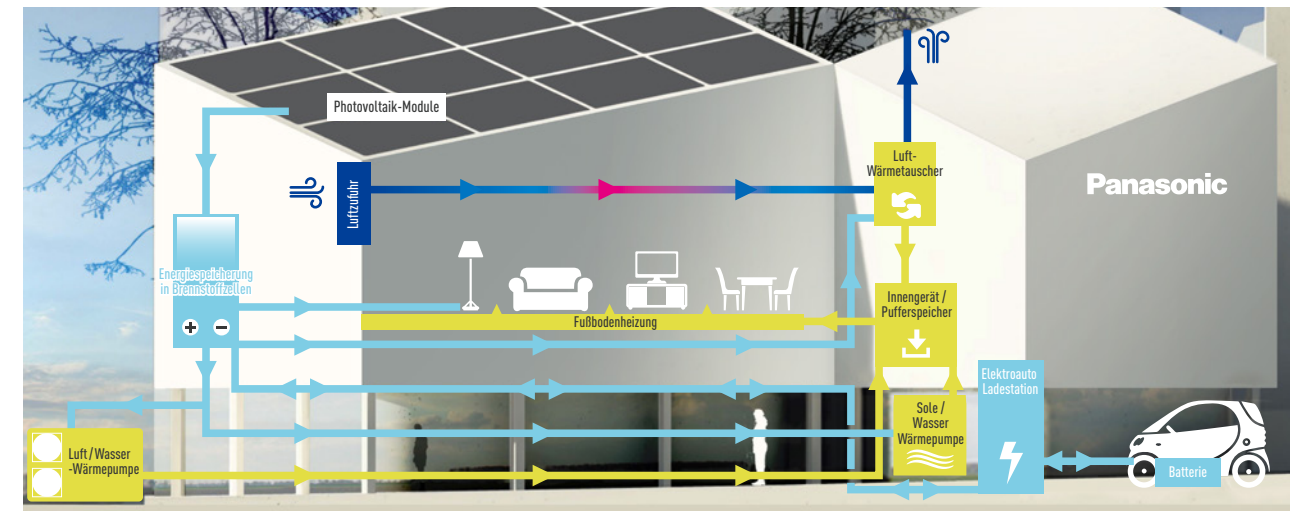 Photovoltaik-Module
Luft-
Wärmetauscher
Luftzufuhr
Panasonic
Energiespeicherung
in Brennstoffzellen
Innengerät /
Pufferspeicher
Fußbodenheizung
Elektroauto
Ladestation
Sole /
Wasser
Wärmepumpe
Luft / Wasser
-Wärmepumpe
Batterie